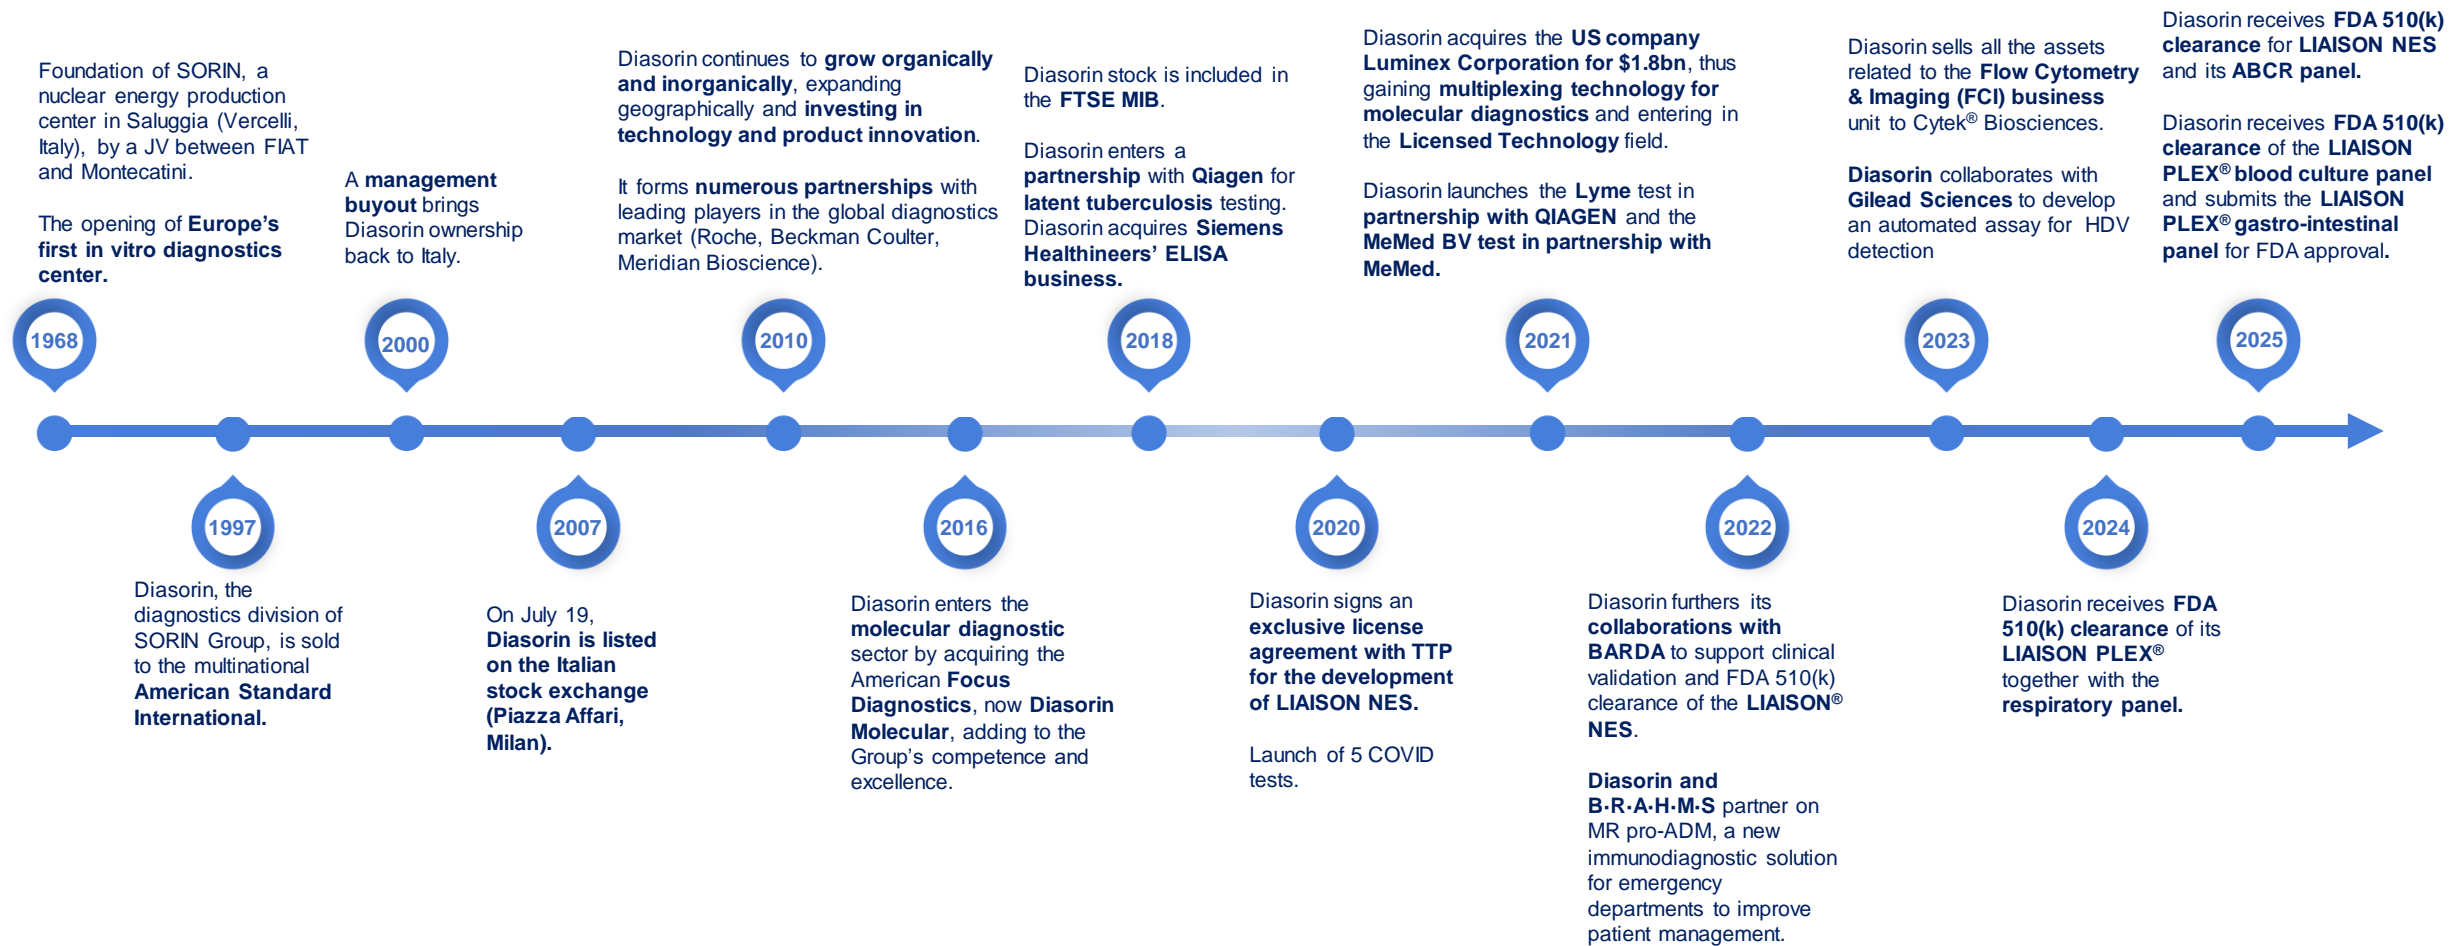 Foundation of SORIN, a
nuclear energy production
center in Saluggia (Vercelli,
Italy), by a JV between FIAT
and Montecatini.
The opening of Europe's
first in vitro diagnostics
center.
1968
A management
buyout brings
Diasorin ownership
back to Italy.
2000
Diasorin continues to grow organically
and inorganically, expanding
geographically and investing in
technology and product innovation.
It forms numerous partnerships with
leading players in the global diagnostics
market (Roche, Beckman Coulter,
Meridian Bioscience).
2010
Diasorin stock is included in
the FTSE MIB.
Diasorin enters a
partnership with Qiagen for
latent tuberculosis testing.
Diasorin acquires Siemens
Healthineers' ELISA
business.
2018
Diasorin acquires the US company
Luminex Corporation for $1.8bn, thus
gaining multiplexing technology for
molecular diagnostics and entering in
the Licensed Technology field.
Diasorin launches the Lyme test in
partnership with QIAGEN and the
MeMed BV test in partnership with
MeMed.
2021
Diasorin sells all the assets
related to the Flow Cytometry
& Imaging (FCI) business
unit to Cytek® Biosciences.
Diasorin collaborates with
Gilead Sciences to develop
an automated assay for HDV
detection
2023
Diasorin receives FDA 510(k)
clearance for LIAISON NES
and its ABCR panel.
Diasorin receives FDA 510(k)
clearance of the LIAISON
PLEX® blood culture panel
and submits the LIAISON
PLEX® gastro-intestinal
panel for FDA approval.
2025
1997
Diasorin, the
diagnostics division of
SORIN Group, is sold
to the multinational
American Standard
International.
2007
On July 19,
Diasorin is listed
on the Italian
stock exchange
(Piazza Affari,
Milan).
2016
Diasorin enters the
molecular diagnostic
sector by acquiring the
American Focus
Diagnostics, now Diasorin
Molecular, adding to the
Group's competence and
excellence.
2020
Diasorin signs an
exclusive license
agreement with TTP
for the development
of LIAISON NES.
Launch of 5 COVID
tests.
2022
Diasorin furthers its
collaborations with
BARDA to support clinical
validation and FDA 510(k)
clearance of the LIAISON®
NES.
Diasorin and
B·R·A·H·M·S partner on
MR pro-ADM, a new
immunodiagnostic solution
for emergency
departments to improve
patient management.
2024
Diasorin receives FDA
510(k) clearance of its
LIAISON PLEX®
together with the
respiratory panel.